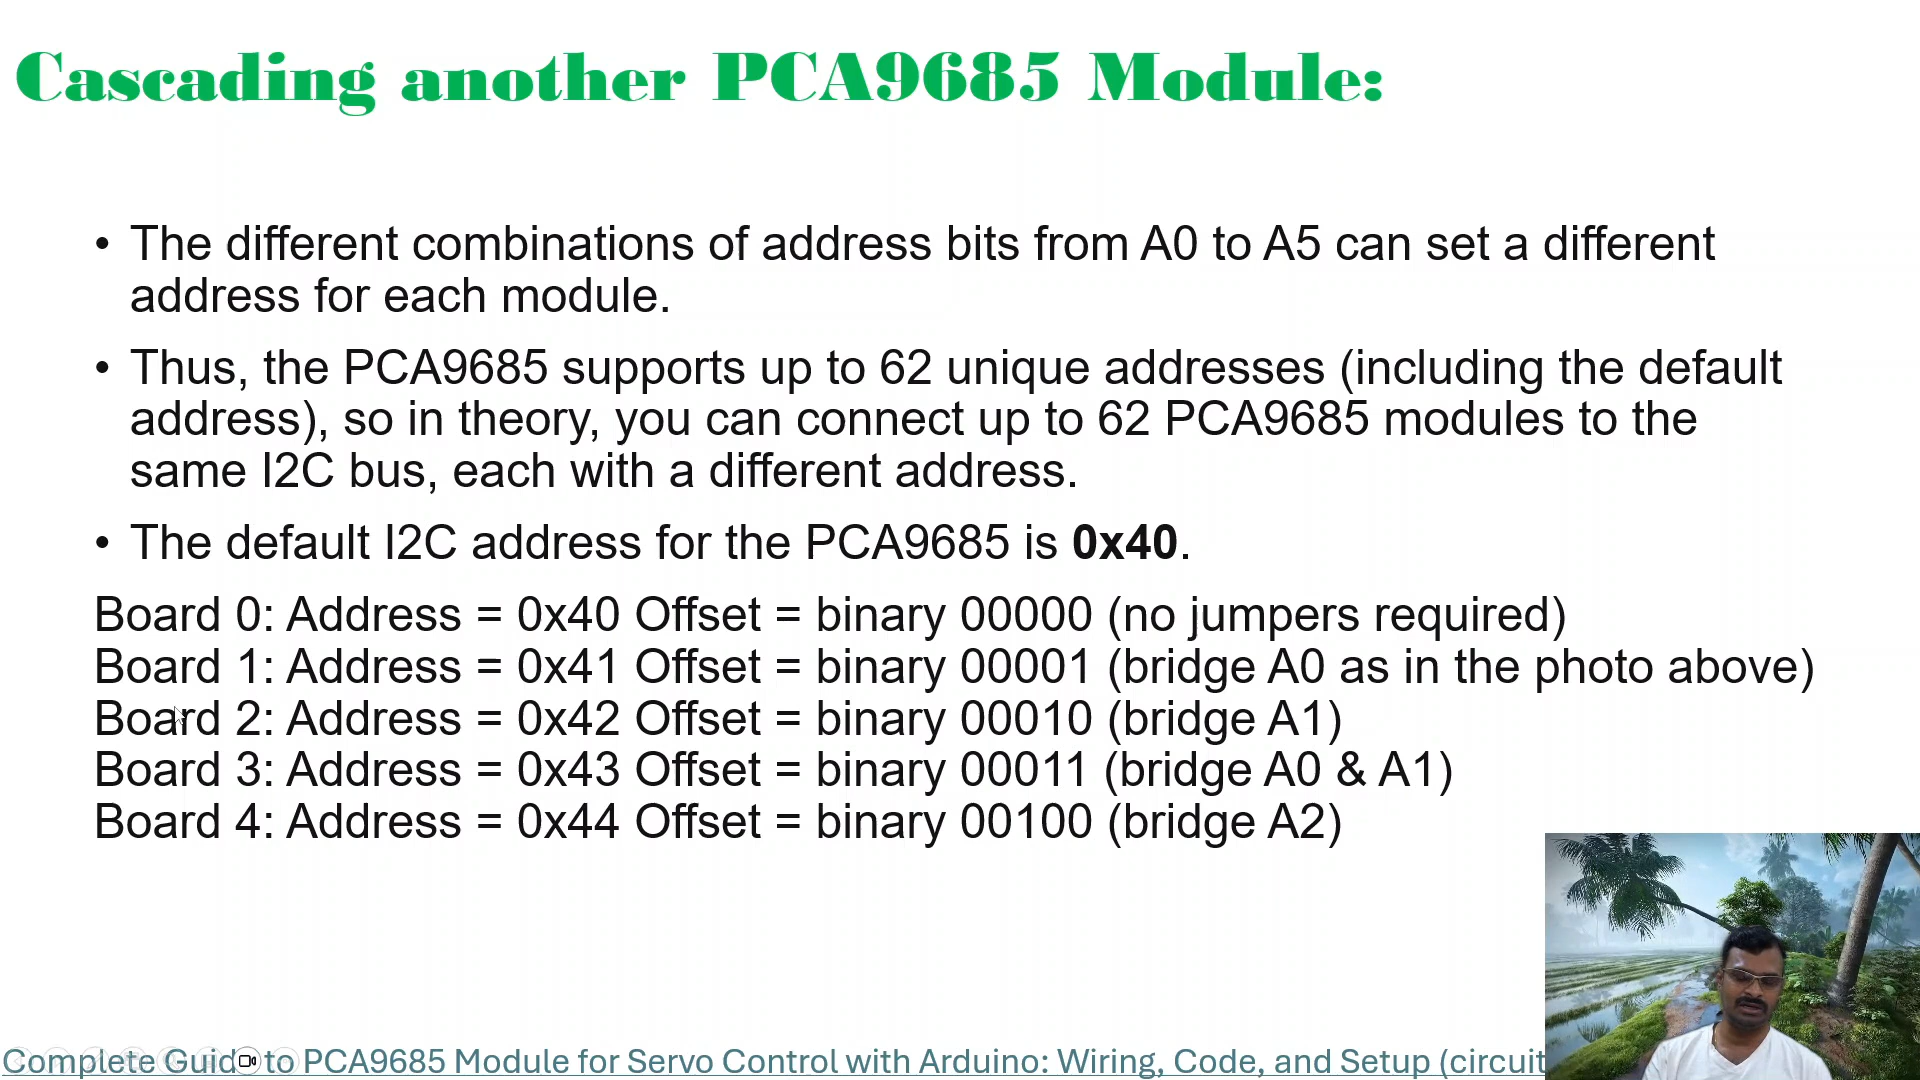 Cascading another PCA9685 Module:
• The different combinations of address bits from A0 to A5 can set a different
address for each module.
• Thus, the PCA9685 supports up to 62 unique addresses (including the default
address), so in theory, you can connect up to 62 PCA9685 modules to the
same I2C bus, each with a different address.
• The default I2C address for the PCA9685 is 0x40.
Board 0: Address = 0x40 Offset = binary 00000 (no jumpers required)
Board 1: Address = 0x41 Offset = binary 00001 (bridge A0 as in the photo above)
Board 2: Address = 0x42 Offset = binary 00010 (bridge A1)
Board 3: Address = 0x43 Offset = binary 00011 (bridge A0 & A1)
Board 4: Address = 0x44 Offset = binary 00100 (bridge A2)
Complete Guide to PCA9685 Module for Servo Control with Arduino: Wiring, Code, and Setup (circuit